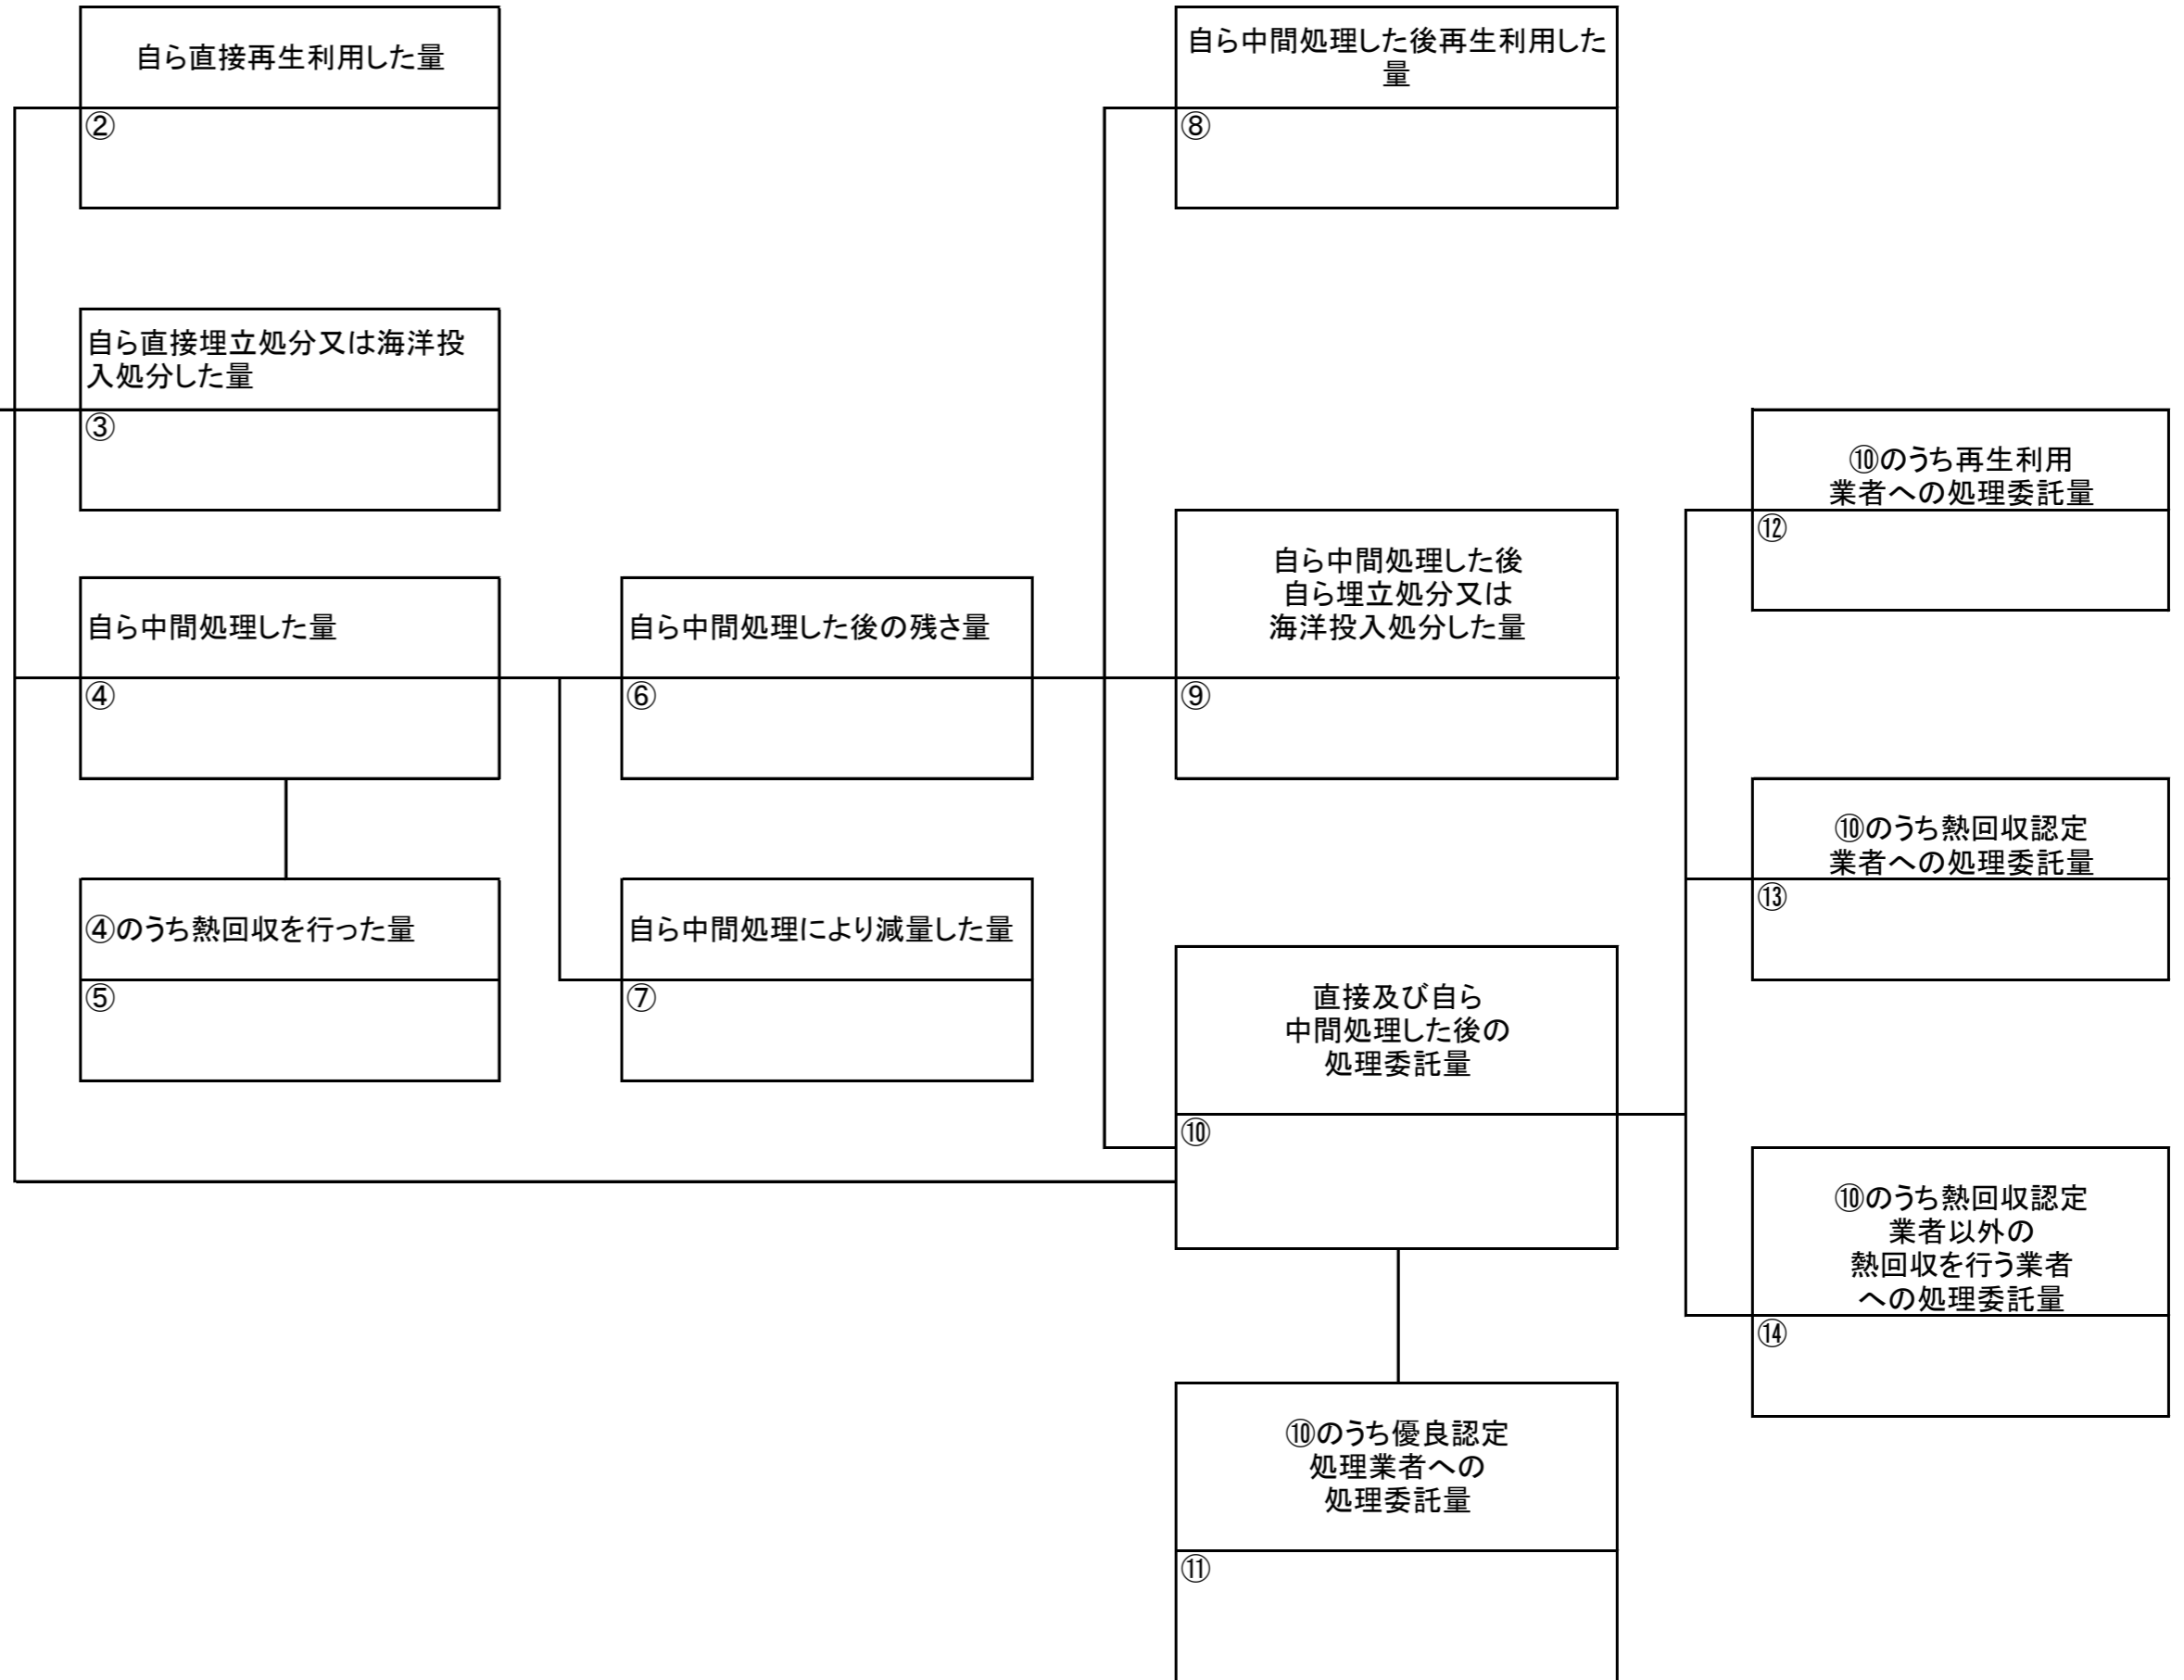 自ら直接再生利用した量
②
自ら直接埋立処分又は海洋投
入処分した量
③
自ら中間処理した量
④
④のうち熱回収を行った量
⑤
自ら中間処理した後の残さ量
⑥
自ら中間処理により減量した量
⑦
自ら中間処理した後再生利用した
量
⑧
自ら中間処理した後
自ら埋立処分又は
海洋投入処分した量
⑨
直接及び自ら
中間処理した後の
処理委託量
⑩
⑩のうち優良認定
処理業者への
処理委託量
⑪
⑩のうち再生利用
業者への処理委託量
⑫
⑩のうち熱回収認定
業者への処理委託量
⑬
⑩のうち熱回収認定
業者以外の
熱回収を行う業者
への処理委託量
⑭